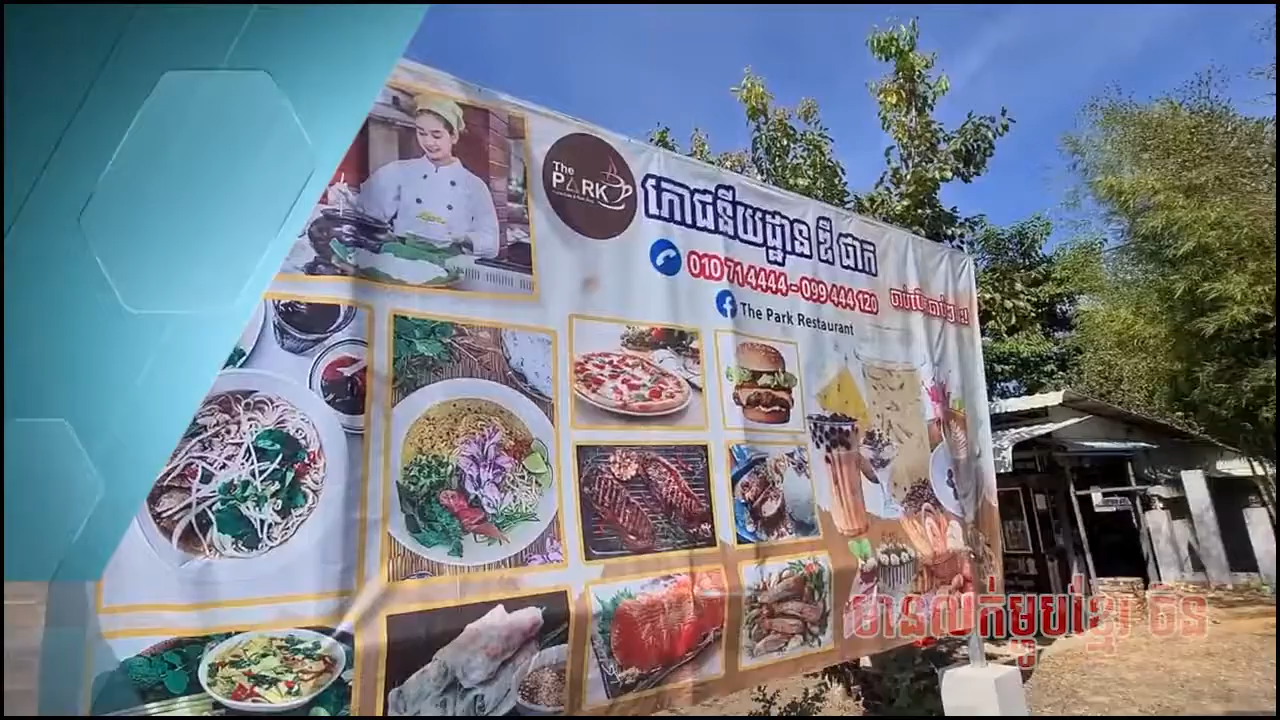 The
PARK
ភោជនីយដ្ឋាន ឌឺ ផាក
010 71 4444 - 099 444 120
The Park Restaurant
មានលក់ម្ហូបខ្មែរ ចិន